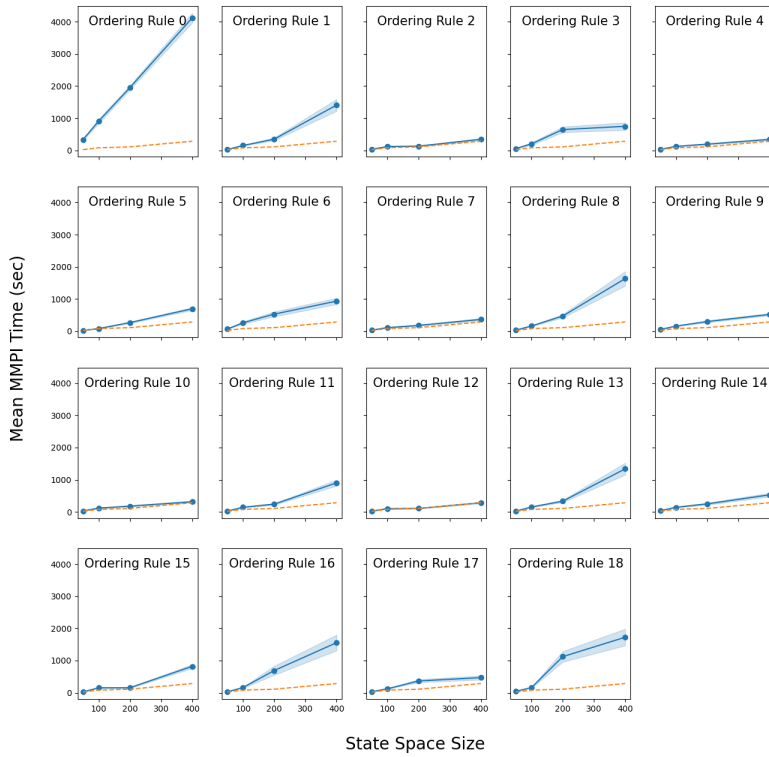 Ordering Rule 0
Ordering Rule 1
Ordering Rule 2
Ordering Rule 3
Ordering Rule 4
4000
3000
2000
1000
0
Ordering Rule 5
Ordering Rule 6
Ordering Rule 7
Ordering Rule 8
Ordering Rule 9
4000
3000
2000
1000
0
Mean MMPI Time (sec)
Ordering Rule 10
Ordering Rule 11
Ordering Rule 12
Ordering Rule 13
Ordering Rule 14
4000
3000
2000
1000
0
Ordering Rule 15
Ordering Rule 16
Ordering Rule 17
Ordering Rule 18
4000
3000
2000
1000
0
100 200 300 400
100 200 300 400
100 200 300 400
100 200 300 400
State Space Size